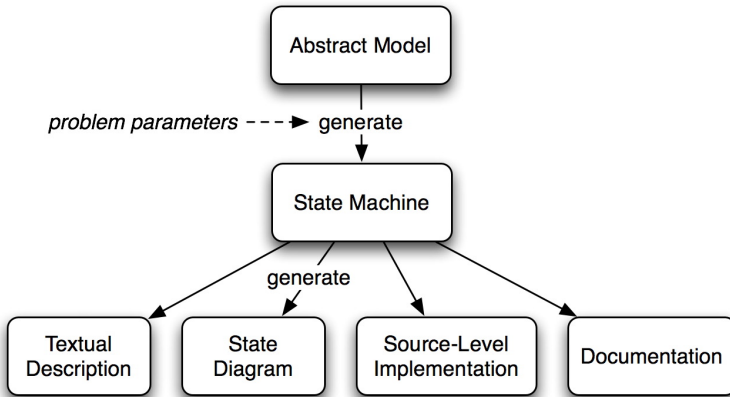 Abstract Model
problem parameters
generate
State Machine
generate
Textual
Description
State
Diagram
Source-Level
Implementation
Documentation